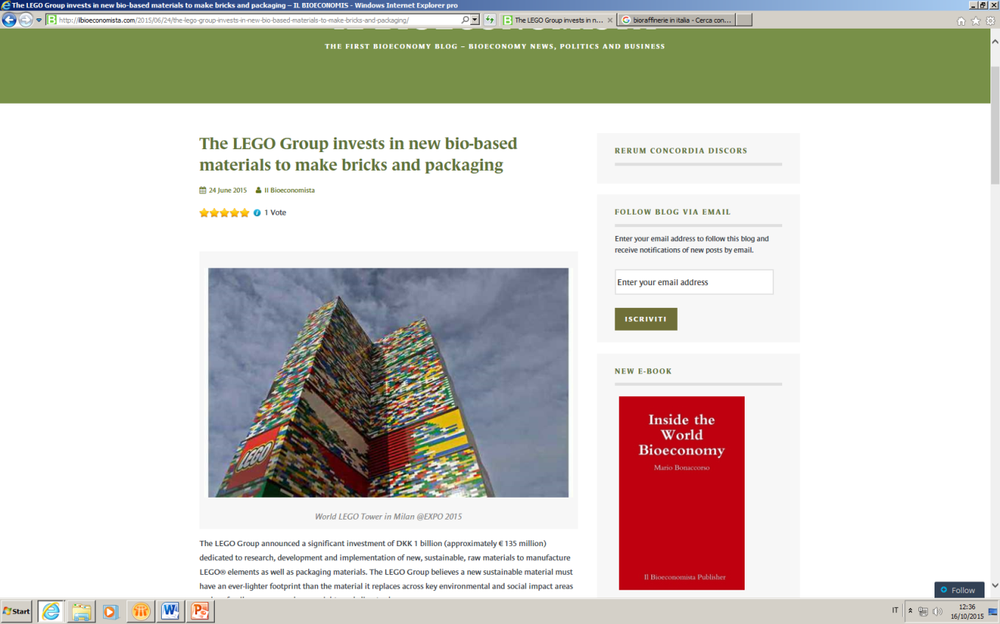 The LEGO Group invests in new bio-based materials to make bricks and packaging – IL BIOECONOMIS - Windows Internet Explorer pro
http://ilbioeconomista.com/2015/06/24/the-lego-group-invests-in-new-bio-based-materials-to-make-bricks-and-packaging/
The LEGO Group invests in n...
bioraffinerie in italia - Cerca con...
THE FIRST BIOECONOMY BLOG – BIOECONOMY NEWS, POLITICS AND BUSINESS
The LEGO Group invests in new bio-based
materials to make bricks and packaging
24 June 2015 Il Bioeconomista
1 Vote
LEGO
World LEGO Tower in Milan @EXPO 2015
The LEGO Group announced a significant investment of DKK 1 billion (approximately € 135 million)
dedicated to research, development and implementation of new, sustainable, raw materials to manufacture
LEGO® elements as well as packaging materials. The LEGO Group believes a new sustainable material must
have an ever-lighter footprint than the material it replaces across key environmental and social impact areas
RERUM CONCORDIA DISCORS
FOLLOW BLOG VIA EMAIL
Enter your email address to follow this blog and
receive notifications of new posts by email.
Enter your email address
ISCRIVITI
NEW E-BOOK
Inside the
World
Bioeconomy
Mario Bonaccorso
Il Bioeconomista Publisher
Follow
Start
IT
12:36
16/10/2015